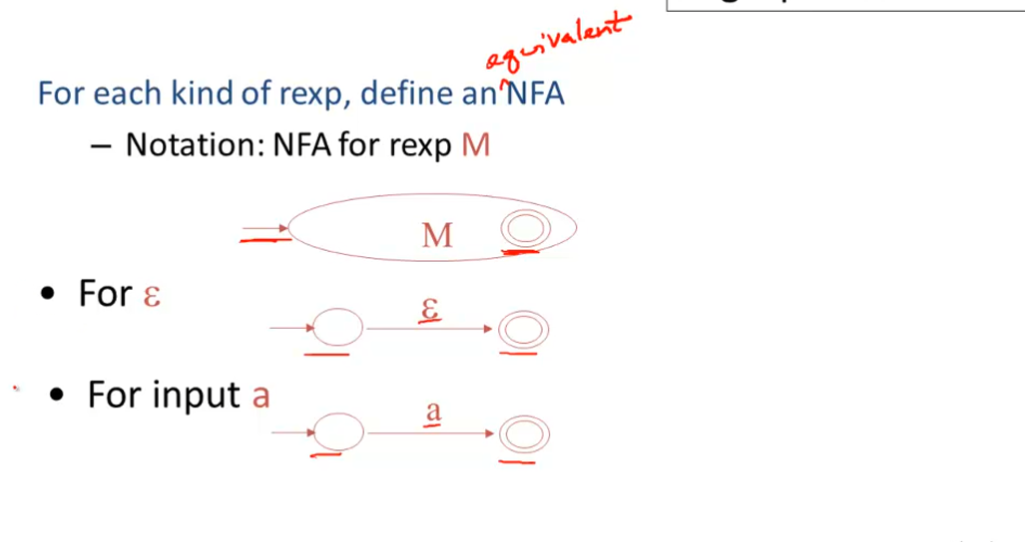 equivalent
For each kind of rexp, define an ^ NFA
– Notation: NFA for rexp M
M
• For ε
ε
• For input a
a